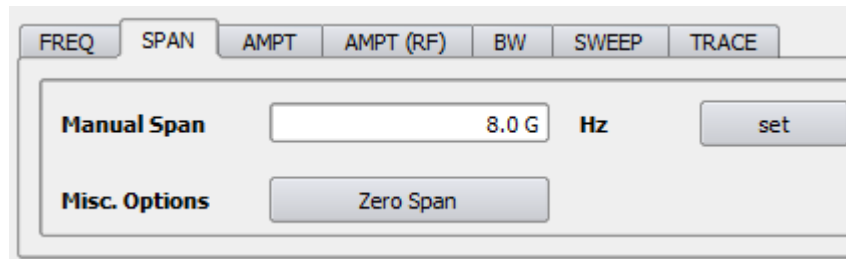 FREQ SPAN AMPT AMPT (RF) BW SWEEP TRACE
Manual Span 8.0 G Hz set
Misc. Options Zero Span